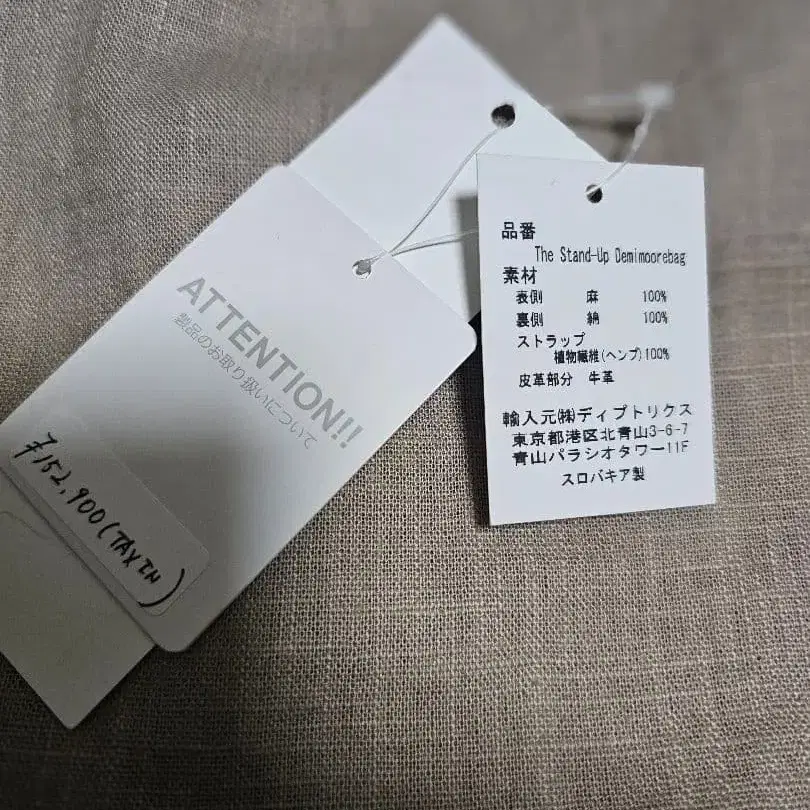 ATTENTION!!
製品のお取り扱いについて
¥152,900(TAX IN)
品番
The Stand-Up Demimoorebag
素材
表側 麻 100%
裏側 綿 100%
ストラップ
植物繊維(ヘンプ)100%
皮革部分 牛革
輸入元㈱ディプトリクス
東京都港区北青山3-6-7
青山パラシオタワー11F
スロバキア製